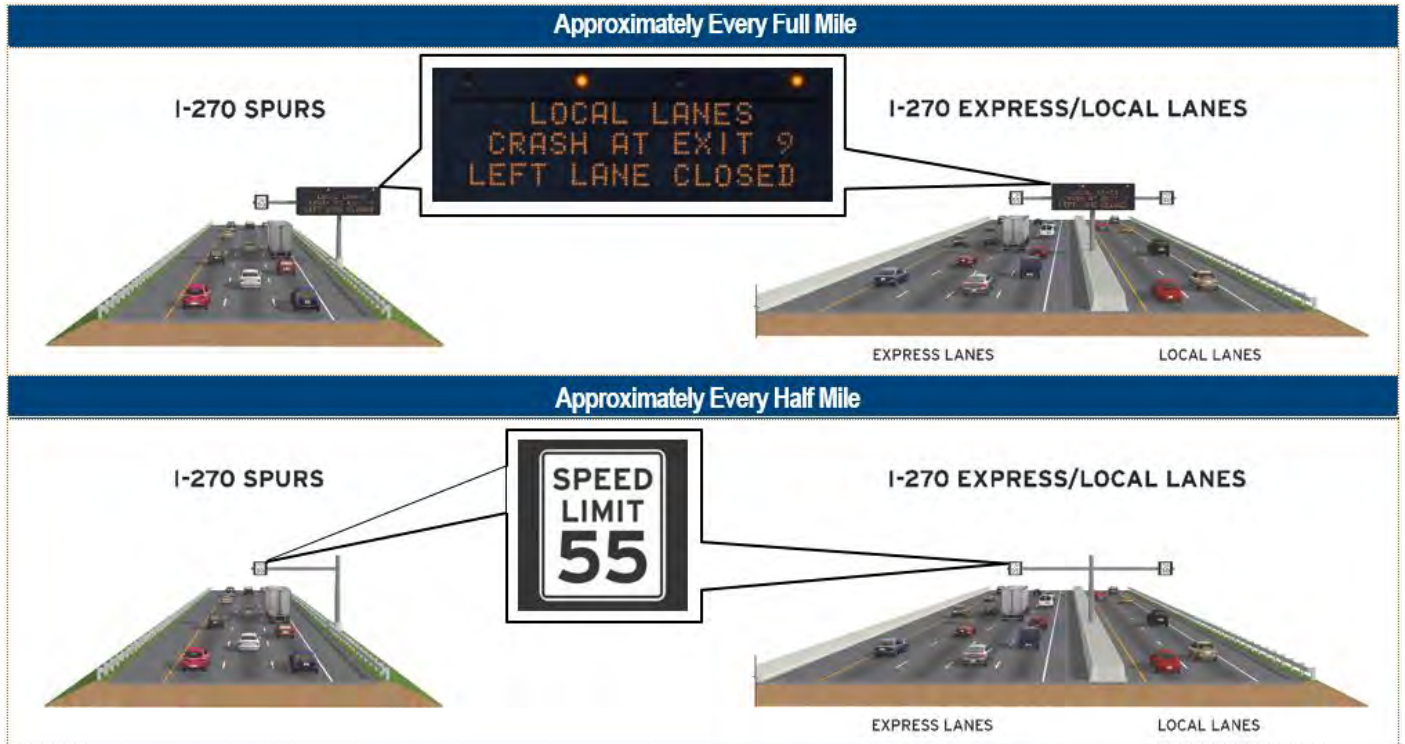 Approximately Every Full Mile
I-270 SPURS
LOCAL LANES
CRASH AT EXIT 9
LEFT LANE CLOSED
I-270 EXPRESS/LOCAL LANES
EXPRESS LANES
LOCAL LANES
Approximately Every Half Mile
I-270 SPURS
SPEED
LIMIT
55
I-270 EXPRESS/LOCAL LANES
EXPRESS LANES
LOCAL LANES